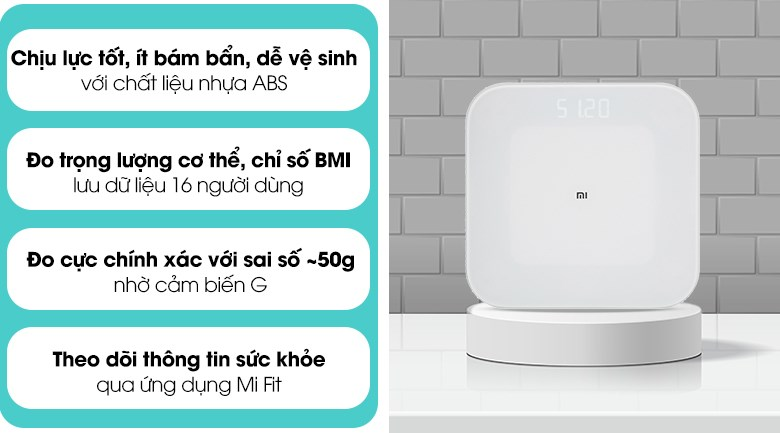 Chịu lực tốt, ít bám bẩn, dễ vệ sinh
với chất liệu nhựa ABS
Đo trọng lượng cơ thể, chỉ số BMI
lưu dữ liệu 16 người dùng
Đo cực chính xác với sai số ~50g
nhờ cảm biến G
Theo dõi thông tin sức khỏe
qua ứng dụng Mi Fit
5120
mi